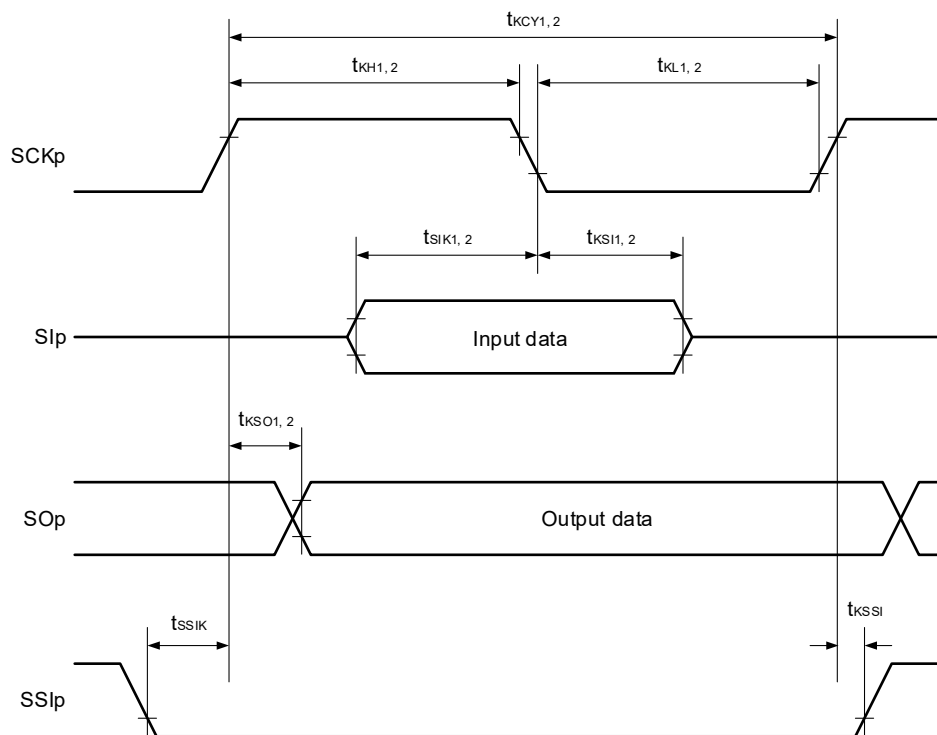 tKCY1, 2
tKH1, 2
tKL1, 2
SCKp
tSIK1, 2
tKSI1, 2
SIp
Input data
tKSO1, 2
SOp
Output data
tSSIK
tKSSI
SSIp